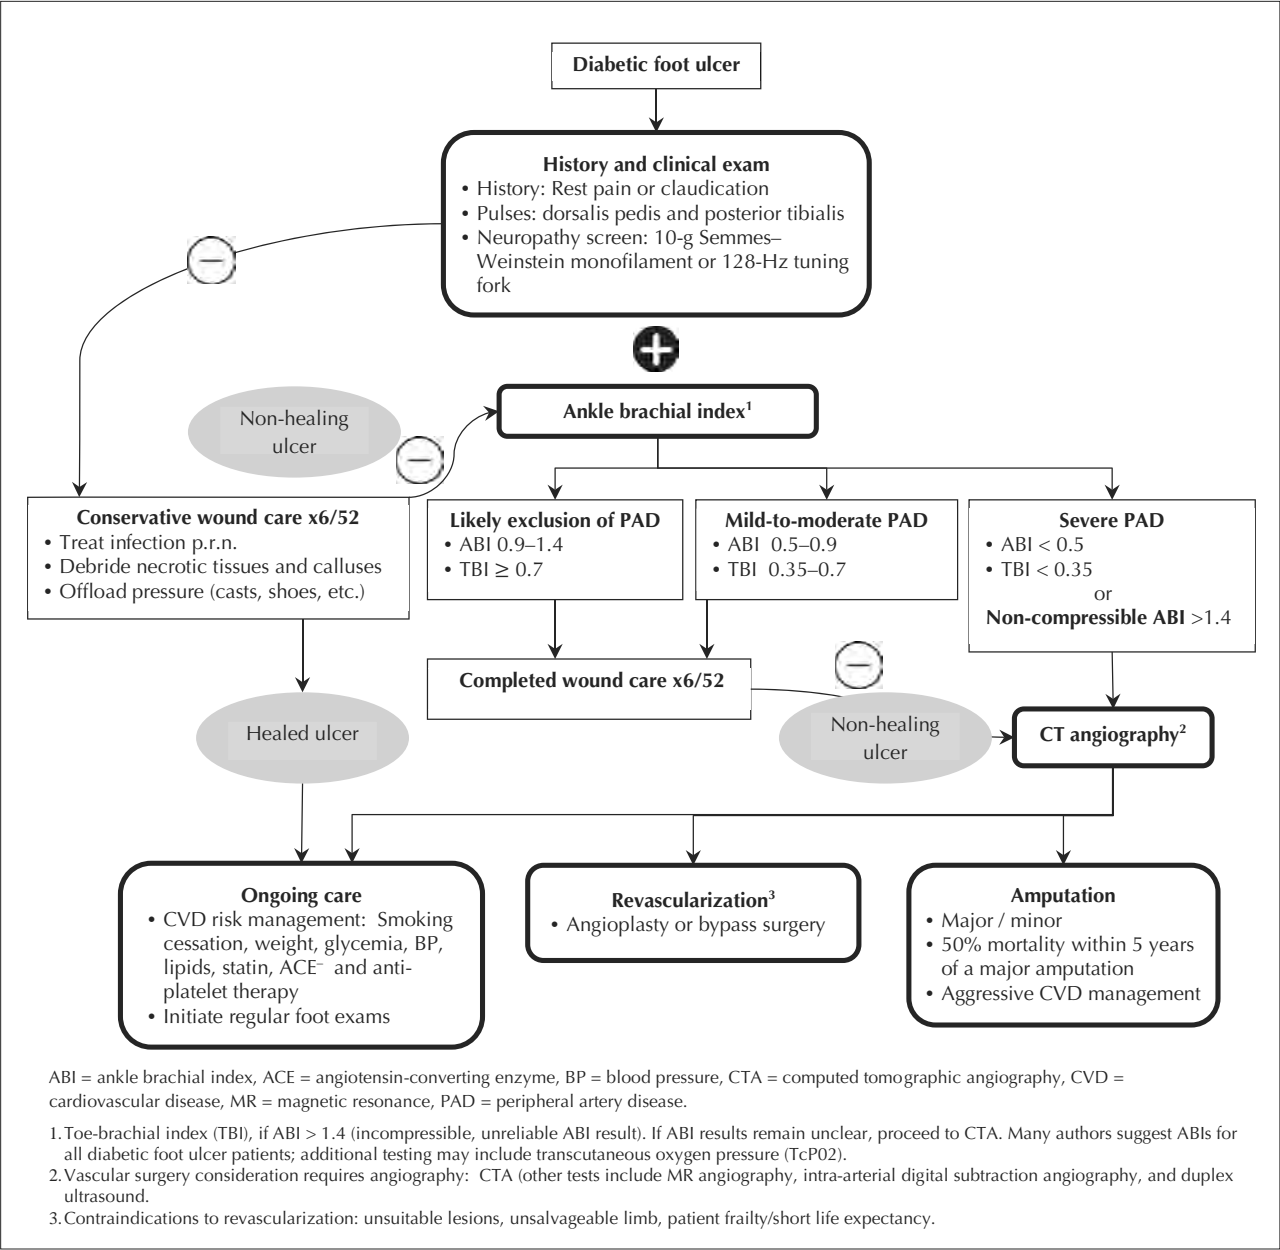 Diabetic foot ulcer
History and clinical exam
• History: Rest pain or claudication
• Pulses: dorsalis pedis and posterior tibialis
• Neuropathy screen: 10-g Semmes–
Weinstein monofilament or 128-Hz tuning
fork
Non-healing
ulcer
Ankle brachial index¹
Conservative wound care x6/52
• Treat infection p.r.n.
• Debride necrotic tissues and calluses
• Offload pressure (casts, shoes, etc.)
Likely exclusion of PAD
• ABI 0.9–1.4
• TBI ≥ 0.7
Mild-to-moderate PAD
• ABI 0.5–0.9
• TBI 0.35–0.7
Severe PAD
• ABI < 0.5
• TBI < 0.35
or
Non-compressible ABI >1.4
Completed wound care x6/52
Healed ulcer
Non-healing
ulcer
CT angiography²
Ongoing care
• CVD risk management: Smoking
cessation, weight, glycemia, BP,
lipids, statin, ACE⁻ and anti-
platelet therapy
• Initiate regular foot exams
Revascularization³
• Angioplasty or bypass surgery
Amputation
• Major / minor
• 50% mortality within 5 years
of a major amputation
• Aggressive CVD management
ABI = ankle brachial index, ACE = angiotensin-converting enzyme, BP = blood pressure, CTA = computed tomographic angiography, CVD =
cardiovascular disease, MR = magnetic resonance, PAD = peripheral artery disease.
1. Toe-brachial index (TBI), if ABI > 1.4 (incompressible, unreliable ABI result). If ABI results remain unclear, proceed to CTA. Many authors suggest ABIs for
all diabetic foot ulcer patients; additional testing may include transcutaneous oxygen pressure (TcP02).
2. Vascular surgery consideration requires angiography: CTA (other tests include MR angiography, intra-arterial digital subtraction angiography, and duplex
ultrasound.
3. Contraindications to revascularization: unsuitable lesions, unsalvageable limb, patient frailty/short life expectancy.